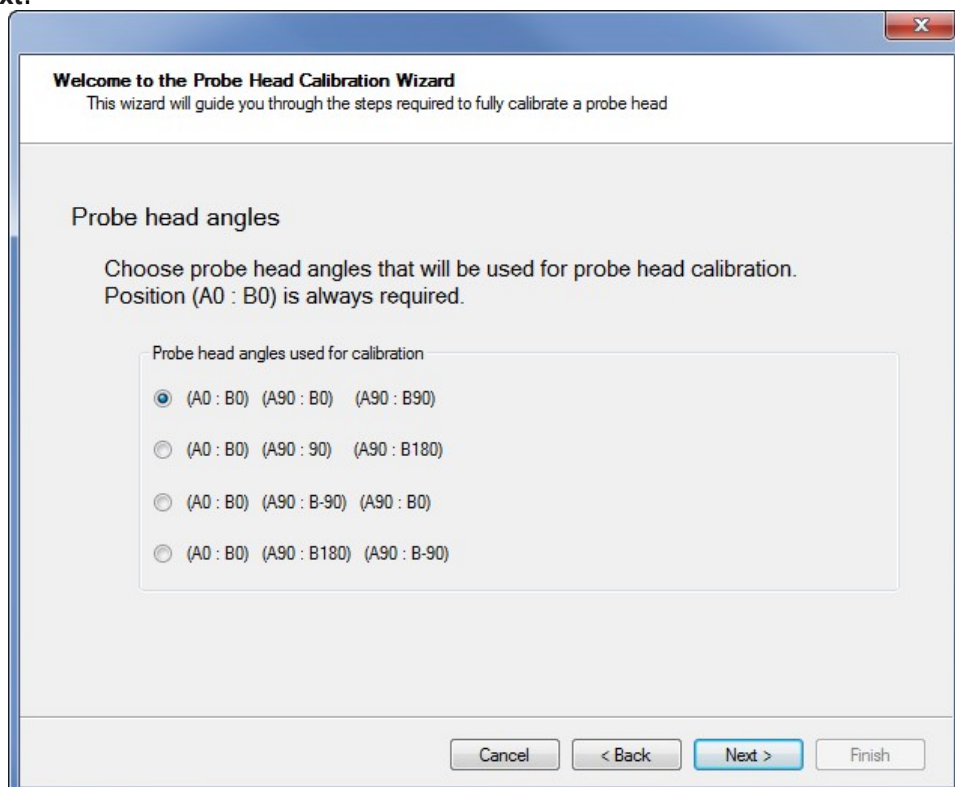 Welcome to the Probe Head Calibration Wizard
This wizard will guide you through the steps required to fully calibrate a probe head
Probe head angles
Choose probe head angles that will be used for probe head calibration.
Position (A0 : B0) is always required.
Probe head angles used for calibration
(A0 : B0) (A90 : B0) (A90 : B90)
(A0 : B0) (A90 : 90) (A90 : B180)
(A0 : B0) (A90 : B-90) (A90 : B0)
(A0 : B0) (A90 : B180) (A90 : B-90)
Cancel < Back Next > Finish